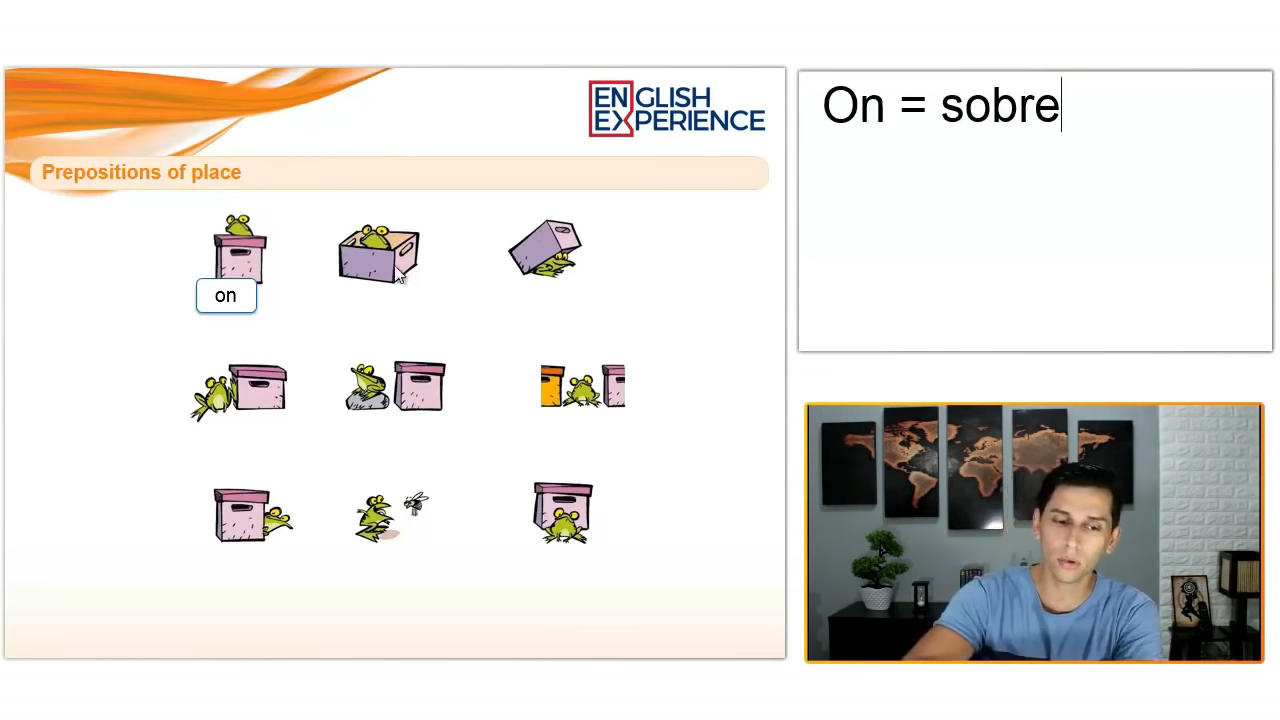 ENGLISH
EXPERIENCE
Prepositions of place
on
On = sobre